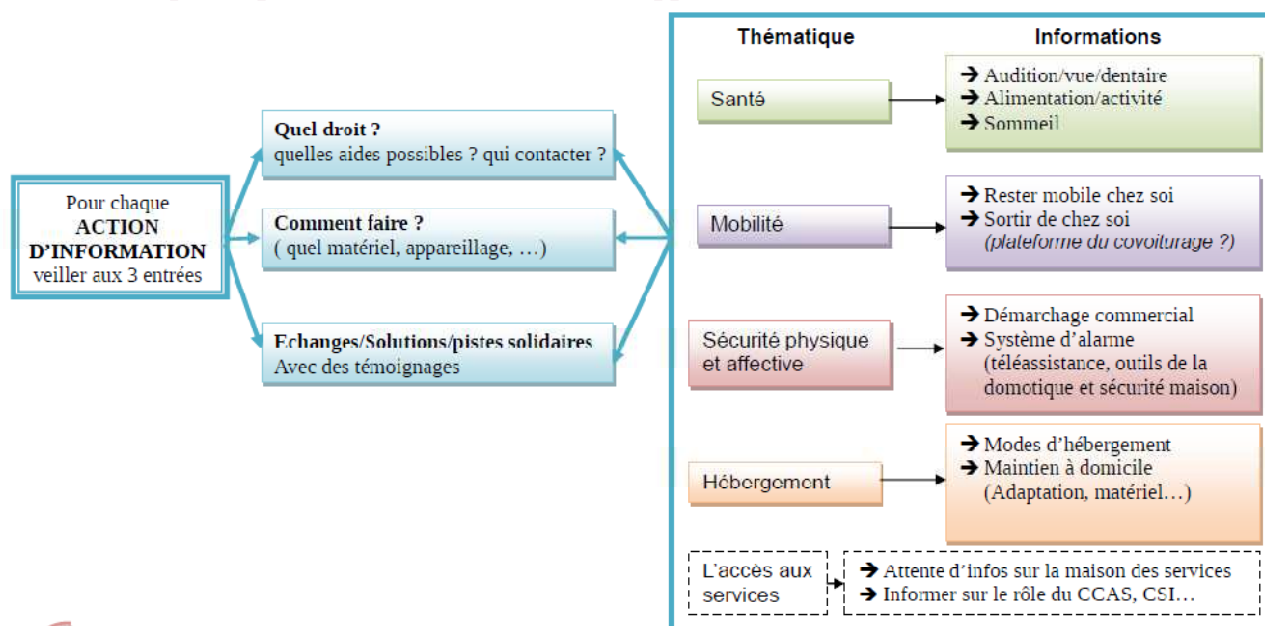 Pour chaque
ACTION
D'INFORMATION
veiller aux 3 entrées
Quel droit ?
quelles aides possibles ? qui contacter ?
Comment faire ?
( quel matériel, appareillage, …)
Echanges/Solutions/pistes solidaires
Avec des témoignages
Thématique
Informations
Santé
➔ Audition/vue/dentaire
➔ Alimentation/activité
➔ Sommeil
Mobilité
➔ Rester mobile chez soi
➔ Sortir de chez soi
(plateforme du covoiturage ?)
Sécurité physique
et affective
➔ Démarchage commercial
➔ Système d'alarme
(téléassistance, outils de la
domotique et sécurité maison)
Hébergement
➔ Modes d'hébergement
➔ Maintien à domicile
(Adaptation, matériel…)
L'accès aux
services
➔ Attente d'infos sur la maison des services
➔ Informer sur le rôle du CCAS, CSI…